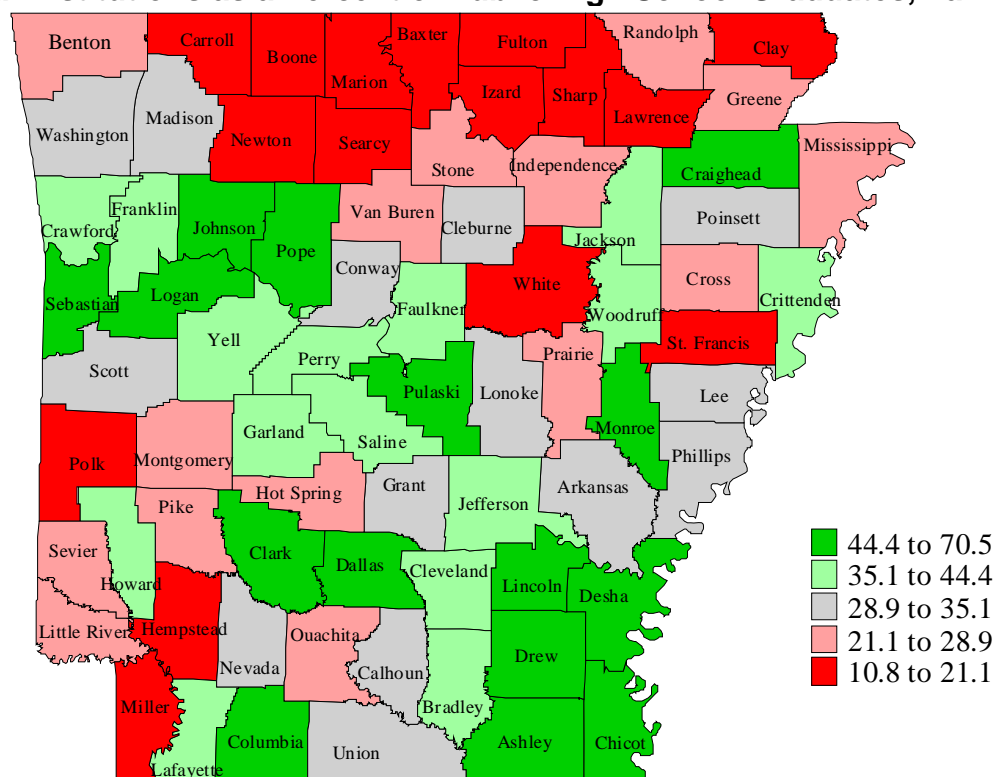 Benton
Carroll
Boone
Marion
Baxter
Fulton
Randolph
Clay
Izard
Sharp
Lawrence
Greene
Washington
Madison
Newton
Searcy
Stone
Independence
Mississippi
Craighead
Crawford
Franklin
Johnson
Pope
Van Buren
Cleburne
Jackson
Poinsett
Sebastian
Logan
Conway
Faulkner
White
Woodruff
Cross
Crittenden
Scott
Yell
Perry
Pulaski
Lonoke
Prairie
St. Francis
Lee
Monroe
Phillips
Polk
Montgomery
Garland
Saline
Hot Spring
Grant
Jefferson
Arkansas
Pike
Sevier
Howard
Clark
Dallas
Cleveland
Lincoln
Desha
Little River
Hempstead
Nevada
Ouachita
Calhoun
Drew
Miller
Lafayette
Columbia
Union
Bradley
Ashley
Chicot
44.4 to 70.5
35.1 to 44.4
28.9 to 35.1
21.1 to 28.9
10.8 to 21.1